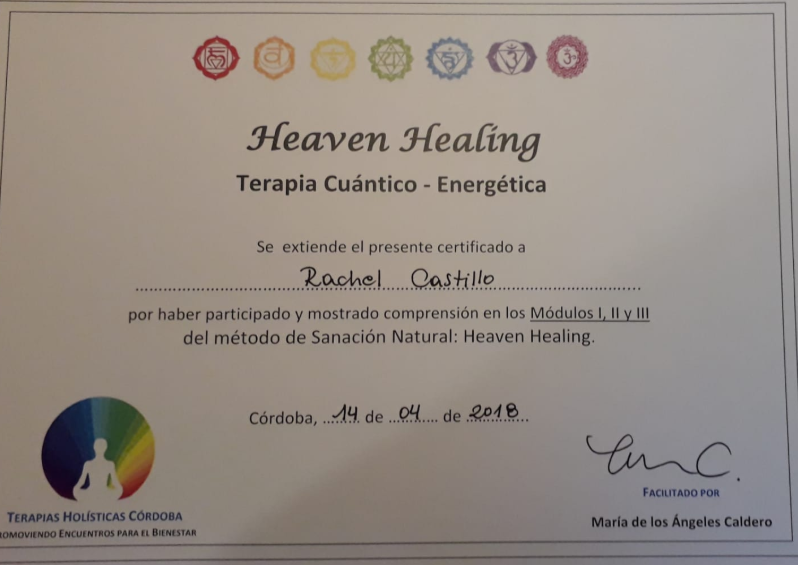 Heaven Healing
Terapia Cuántico - Energética
Se extiende el presente certificado a
Rachel Castillo
por haber participado y mostrado comprensión en los Módulos I, II y III
del método de Sanación Natural: Heaven Healing.
Córdoba, 14 de 04 de 2018
FACILITADO POR
María de los Ángeles Caldero
TERAPIAS HOLÍSTICAS CÓRDOBA
ENCUENTROS PARA EL BIENESTAR